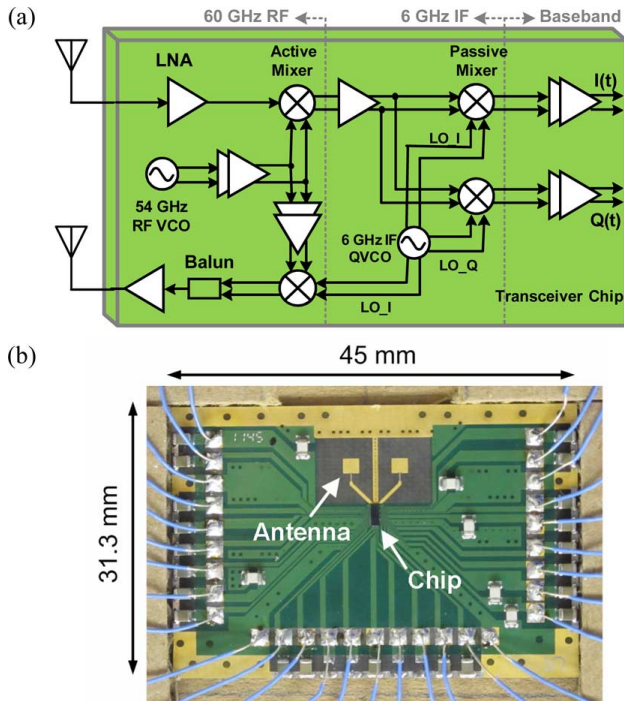 (a)
60 GHz RF
6 GHz IF
Baseband
LNA
Active
Mixer
Passive
Mixer
I(t)
LO_I
54 GHz
RF VCO
6 GHz IF
QVCO
LO_Q
Q(t)
Balun
LO_I
Transceiver Chip
(b)
45 mm
31.3 mm
1145
Antenna
Chip